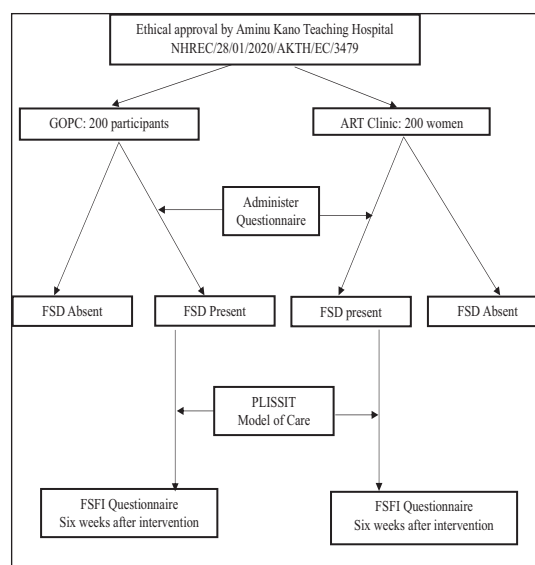 Ethical approval by Aminu Kano Teaching Hospital
NHREC/28/01/2020/AKTH/EC/3479
GOPC: 200 participants
ART Clinic: 200 women
Administer
Questionnaire
FSD Absent
FSD Present
FSD present
FSD Absent
PLISSIT
Model of Care
FSFI Questionnaire
Six weeks after intervention
FSFI Questionnaire
Six weeks after intervention